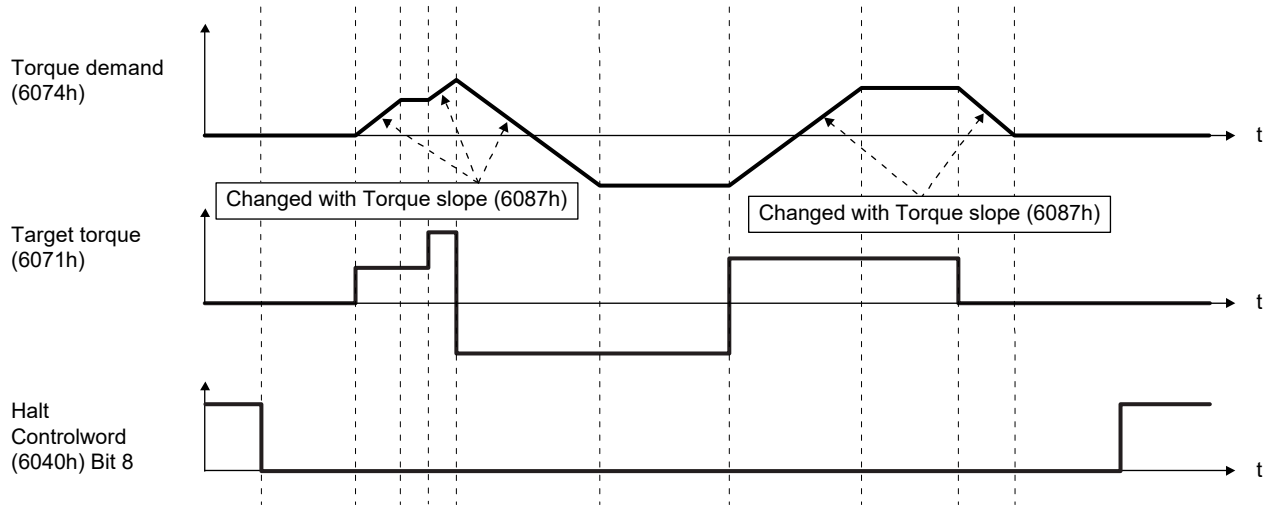 Torque demand
(6074h)
t
Changed with Torque slope (6087h)
Changed with Torque slope (6087h)
Target torque
(6071h)
t
Halt
Controlword
(6040h) Bit 8
t